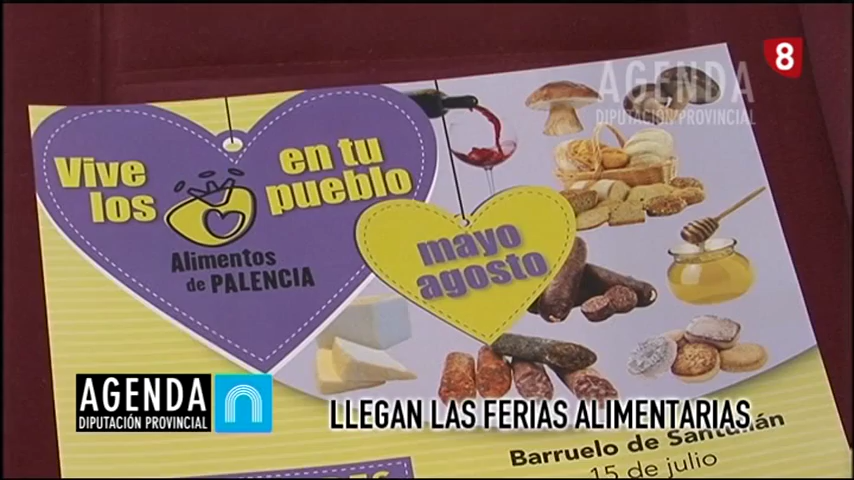 8
AGENDA
DIPUTACIÓN PROVINCIAL
Vive
los
en tu
pueblo
Alimentos
de PALENCIA
mayo
agosto
AGENDA
DIPUTACIÓN PROVINCIAL
LLEGAN LAS FERIAS ALIMENTARIAS
Barruelo de Santullán
15 de julio